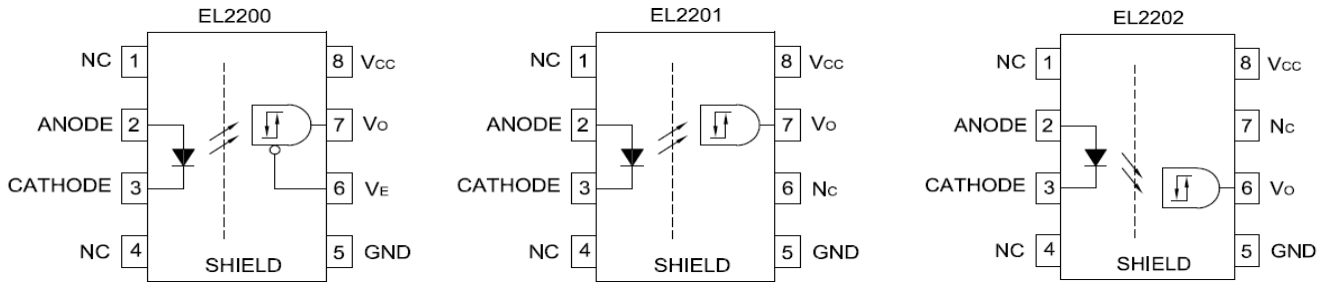 EL2200
NC 1 8 VCC
ANODE 2 7 VO
CATHODE 3 6 VE
NC 4 5 GND
SHIELD
EL2201
NC 1 8 VCC
ANODE 2 7 VO
CATHODE 3 6 NC
NC 4 5 GND
SHIELD
EL2202
NC 1 8 VCC
ANODE 2 7 NC
CATHODE 3 6 VO
NC 4 5 GND
SHIELD